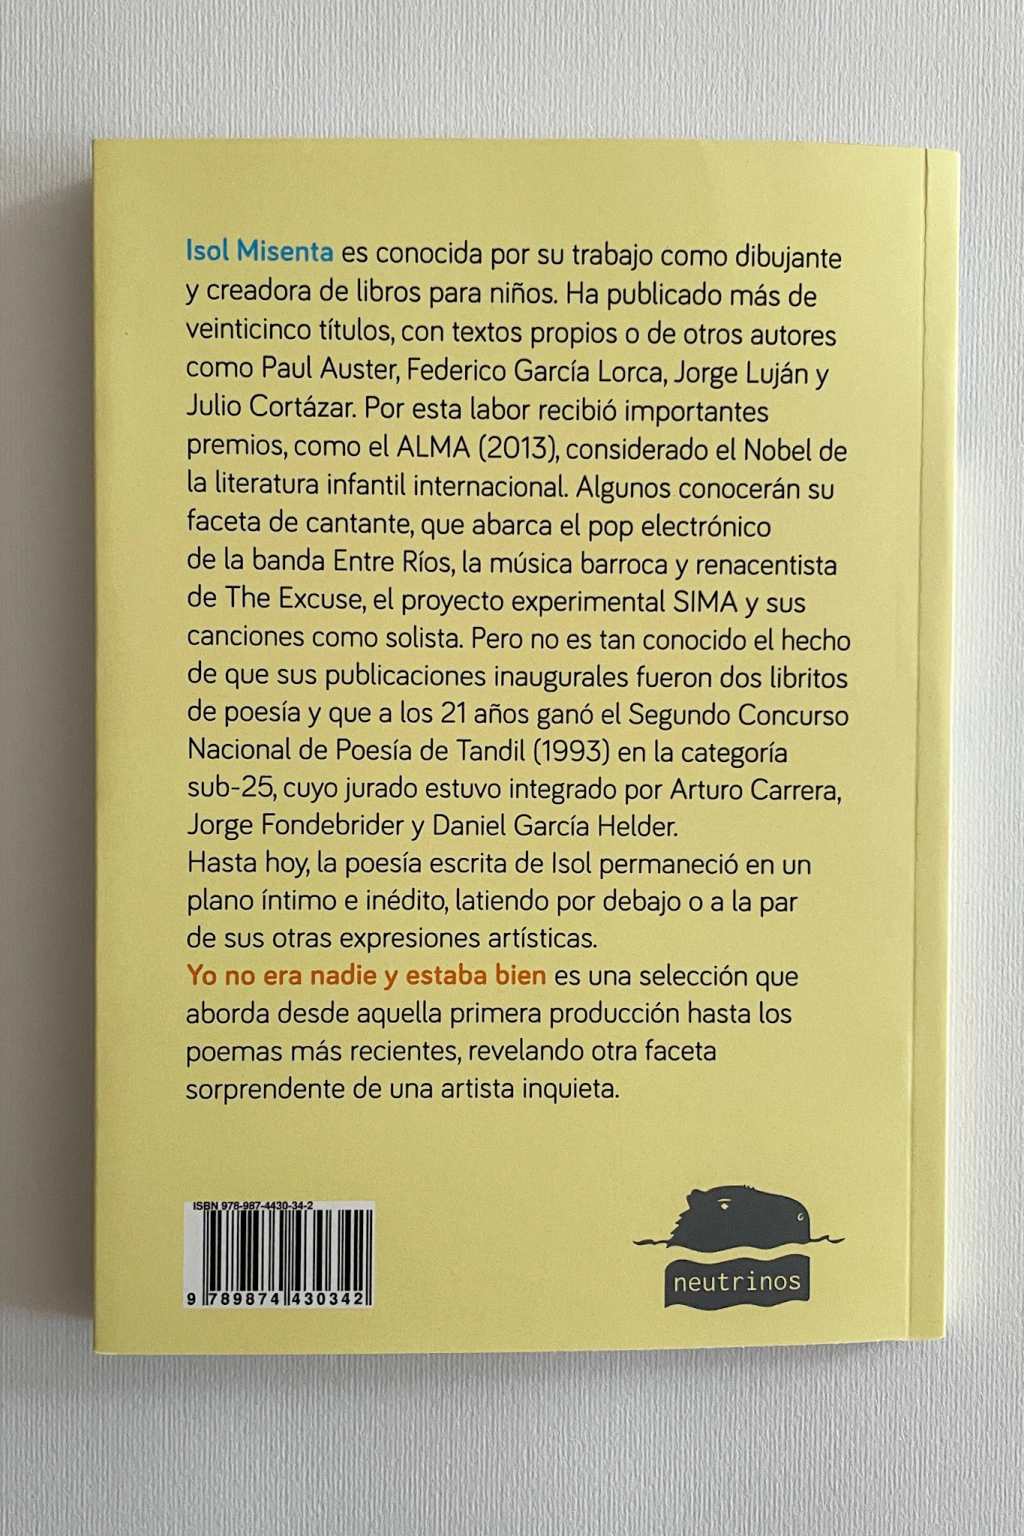 Isol Misenta es conocida por su trabajo como dibujante
y creadora de libros para niños. Ha publicado más de
veinticinco títulos, con textos propios o de otros autores
como Paul Auster, Federico García Lorca, Jorge Luján y
Julio Cortázar. Por esta labor recibió importantes
premios, como el ALMA (2013), considerado el Nobel de
la literatura infantil internacional. Algunos conocerán su
faceta de cantante, que abarca el pop electrónico
de la banda Entre Ríos, la música barroca y renacentista
de The Excuse, el proyecto experimental SIMA y sus
canciones como solista. Pero no es tan conocido el hecho
de que sus publicaciones inaugurales fueron dos libritos
de poesía y que a los 21 años ganó el Segundo Concurso
Nacional de Poesía de Tandil (1993) en la categoría
sub-25, cuyo jurado estuvo integrado por Arturo Carrera,
Jorge Fondebrider y Daniel García Helder.
Hasta hoy, la poesía escrita de Isol permaneció en un
plano íntimo e inédito, latiendo por debajo o a la par
de sus otras expresiones artísticas.
Yo no era nadie y estaba bien es una selección que
aborda desde aquella primera producción hasta los
poemas más recientes, revelando otra faceta
sorprendente de una artista inquieta.
ISBN 978-987-4430-34-2
9 789874 430342
neutrinos